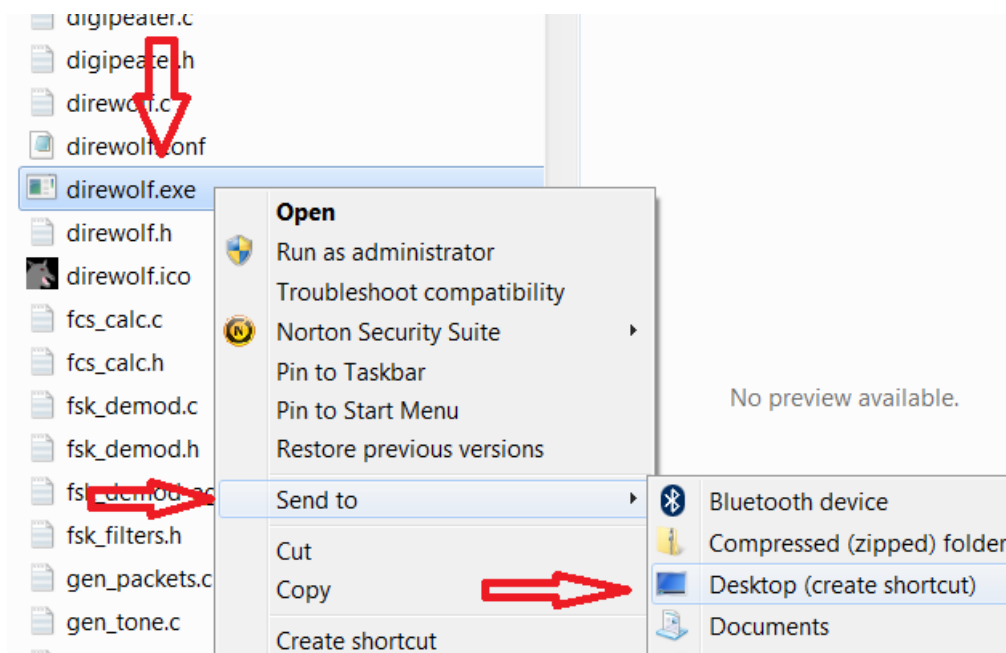 digipeater.c
digipeater.h
direwolf.c
direwolf.conf
direwolf.exe
direwolf.h
direwolf.ico
fcs_calc.c
fcs_calc.h
fsk_demod.c
fsk_demod.h
fsk_filters.h
gen_packets.c
gen_tone.c
Open
Run as administrator
Troubleshoot compatibility
Norton Security Suite
Pin to Taskbar
Pin to Start Menu
Restore previous versions
Send to
Cut
Copy
Create shortcut
No preview available.
Bluetooth device
Compressed (zipped) folder
Desktop (create shortcut)
Documents